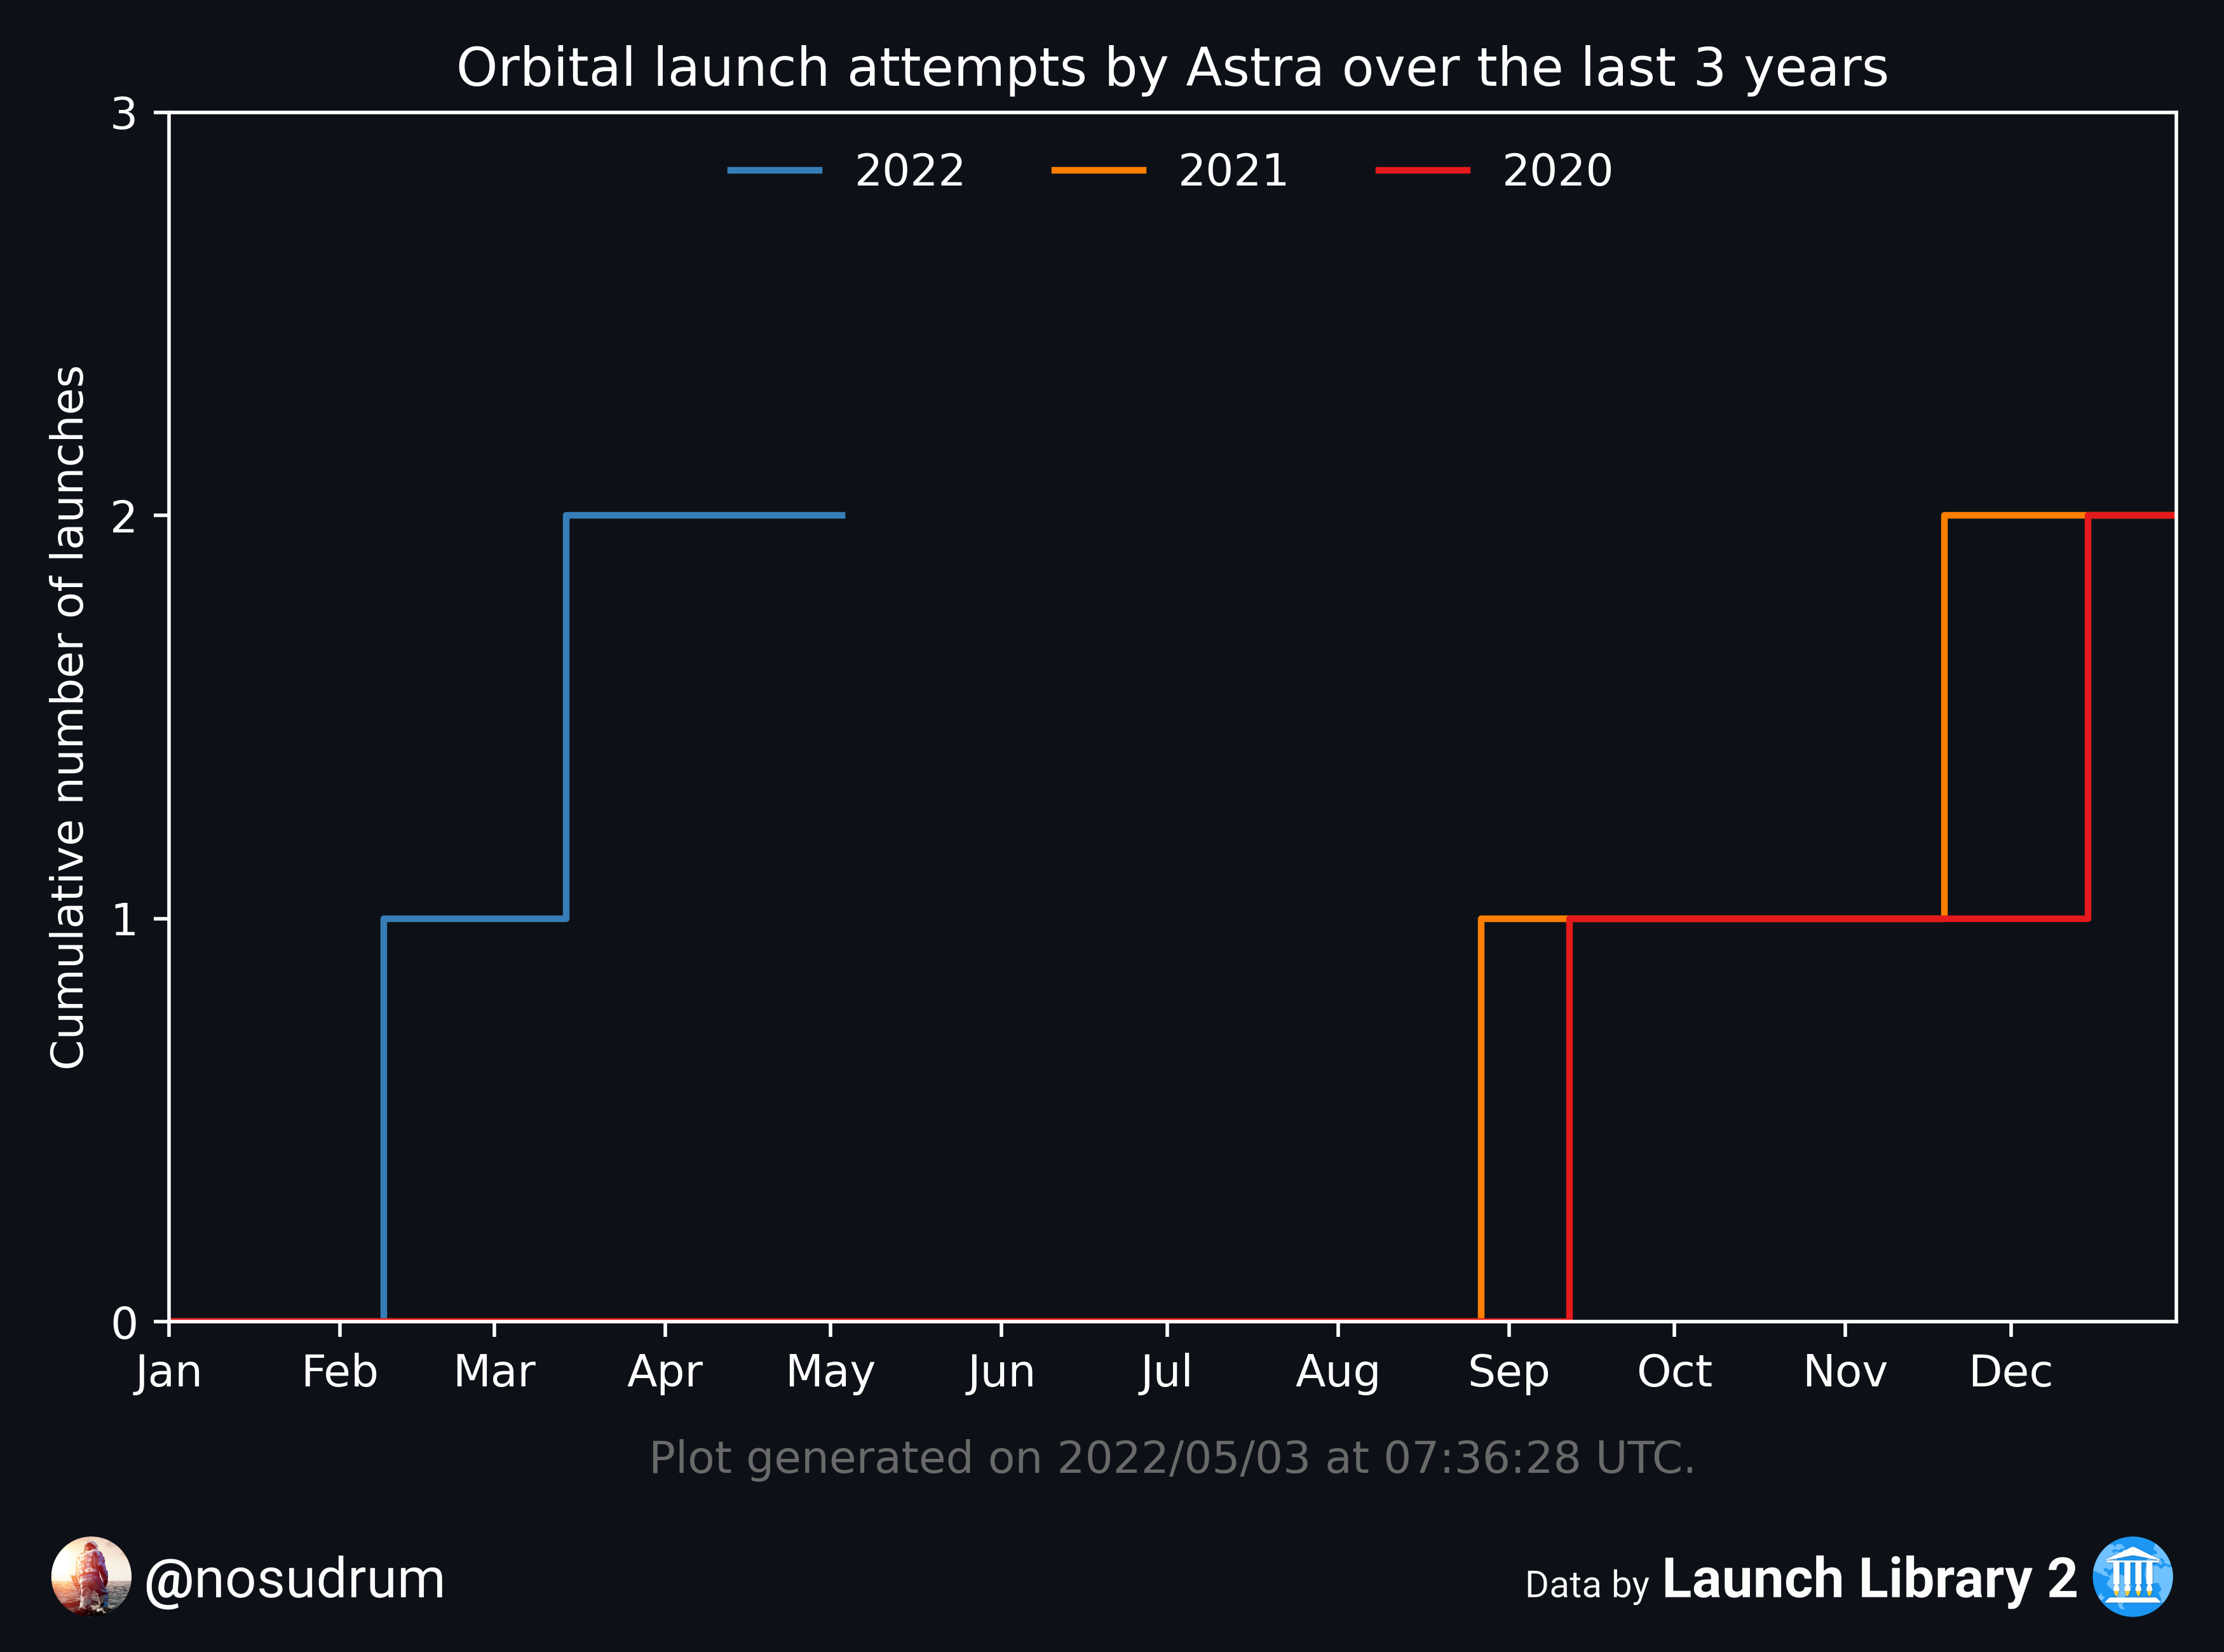 Orbital launch attempts by Astra over the last 3 years
3
2022 2021 2020
Cumulative number of launches
2
1
0
Jan Feb Mar Apr May Jun Jul Aug Sep Oct Nov Dec
Plot generated on 2022/05/03 at 07:36:28 UTC.
@nosudrum
Data by Launch Library 2